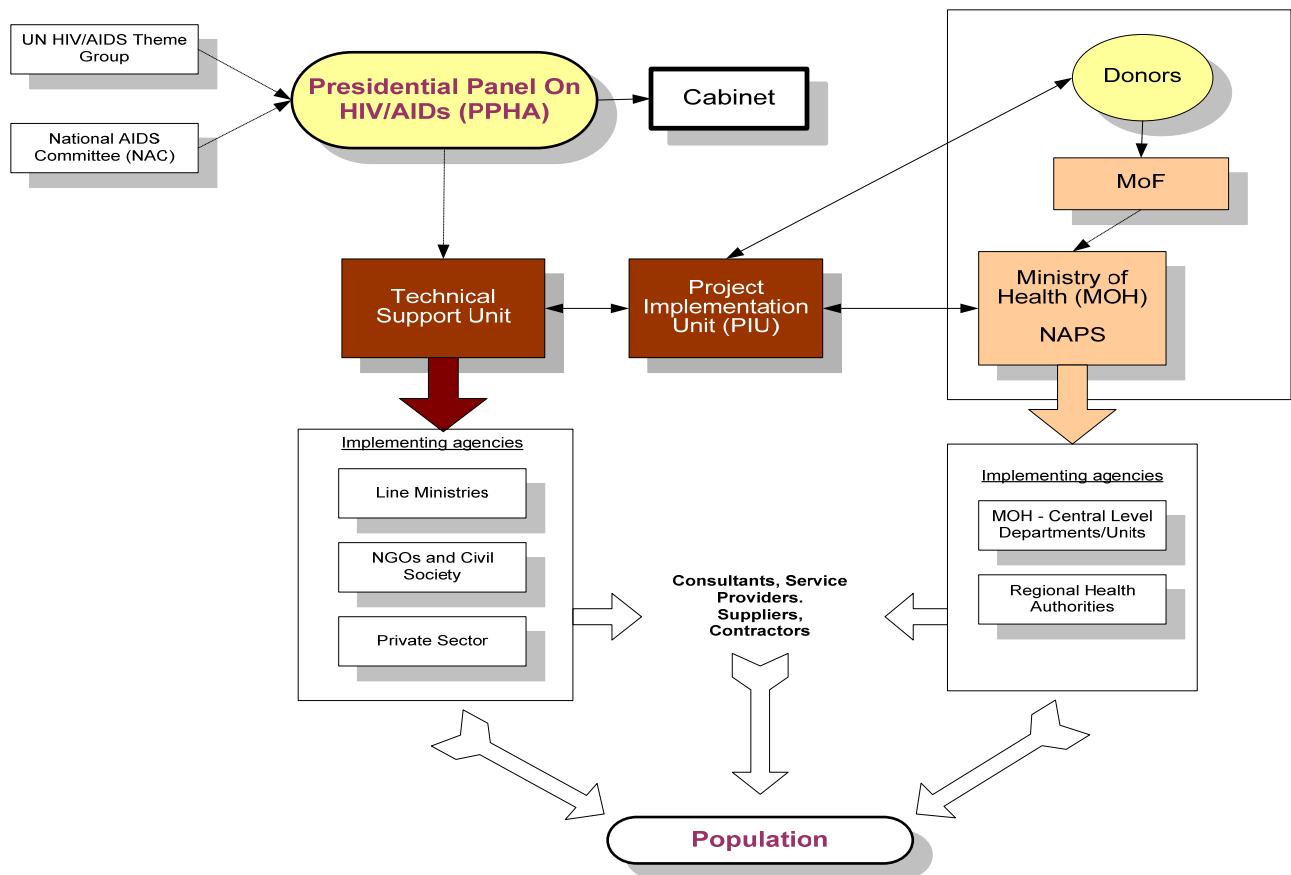 UN HIV/AIDS Theme
Group
National AIDS
Committee (NAC)
Presidential Panel On
HIV/AIDs (PPHA)
Cabinet
Donors
MoF
Technical
Support Unit
Project
Implementation
Unit (PIU)
Ministry of
Health (MOH)
NAPS
Implementing agencies
Line Ministries
NGOs and Civil
Society
Private Sector
Consultants, Service
Providers.
Suppliers,
Contractors
Implementing agencies
MOH - Central Level
Departments/Units
Regional Health
Authorities
Population